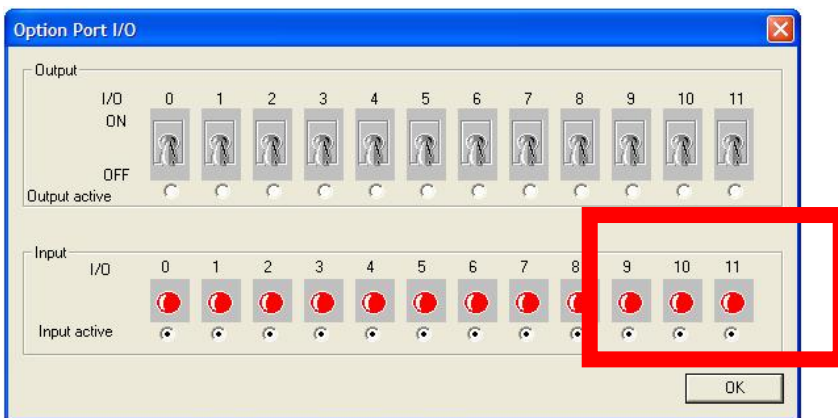 Option Port I/O
Output
I/O 0 1 2 3 4 5 6 7 8 9 10 11
ON
OFF
Output active
Input
I/O 0 1 2 3 4 5 6 7 8 9 10 11
Input active
OK